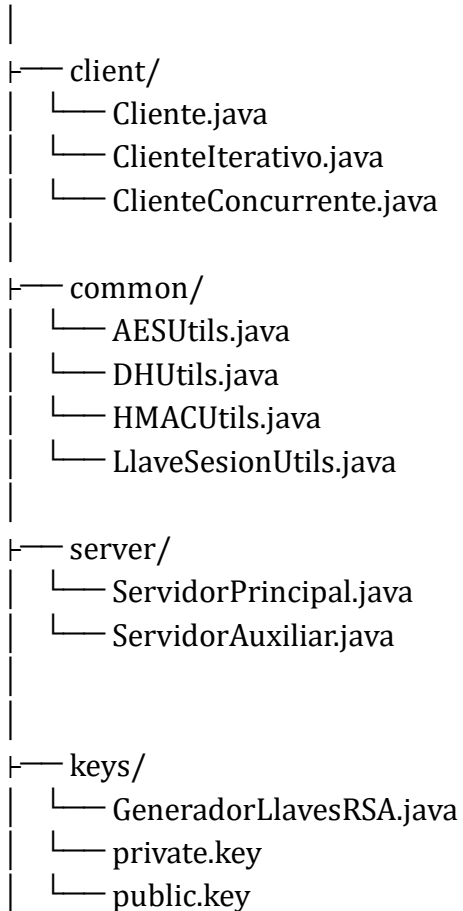 │
├── client/
│   └── Cliente.java
│   └── ClienteIterativo.java
│   └── ClienteConcurrente.java
│
├── common/
│   └── AESUtils.java
│   └── DHUtils.java
│   └── HMACUtils.java
│   └── LlaveSesionUtils.java
│
├── server/
│   └── ServidorPrincipal.java
│   └── ServidorAuxiliar.java
│
│
├── keys/
│   └── GeneradorLlavesRSA.java
│   └── private.key
│   └── public.key